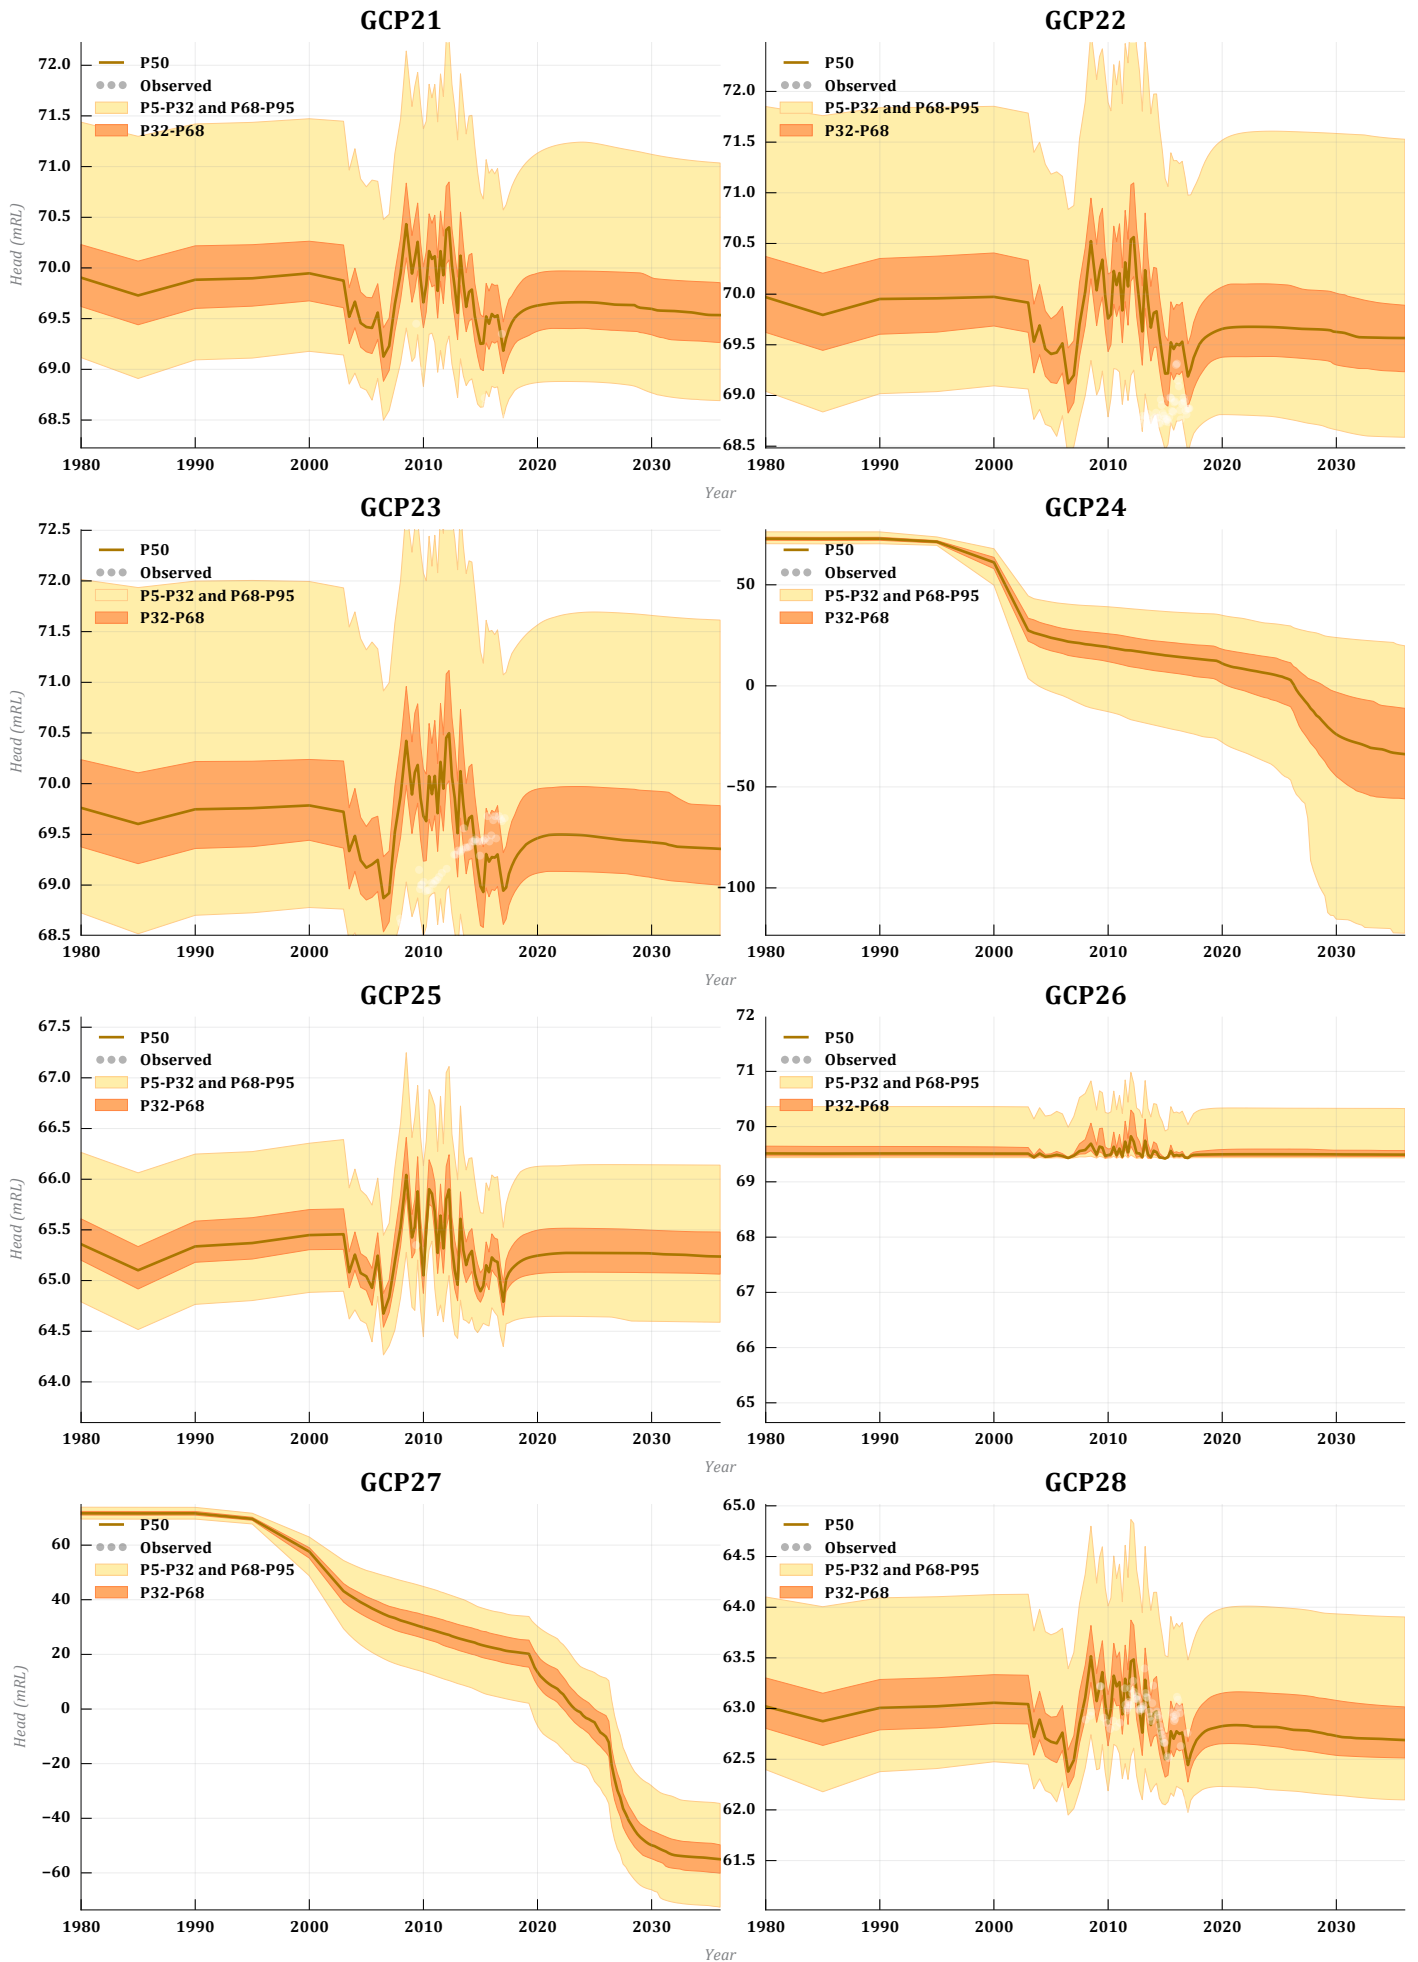 GCP21
72.0
71.5
71.0
70.5
70.0
69.5
69.0
68.5
Head (mRL)
P50
Observed
P5-P32 and P68-P95
P32-P68
1980 1990 2000 2010 2020 2030
GCP22
72.0
71.5
71.0
70.5
70.0
69.5
69.0
68.5
P50
Observed
P5-P32 and P68-P95
P32-P68
1980 1990 2000 2010 2020 2030
Year
GCP23
72.5
72.0
71.5
71.0
70.5
70.0
69.5
69.0
68.5
Head (mRL)
P50
Observed
P5-P32 and P68-P95
P32-P68
1980 1990 2000 2010 2020 2030
GCP24
50
0
−50
−100
P50
Observed
P5-P32 and P68-P95
P32-P68
1980 1990 2000 2010 2020 2030
Year
GCP25
67.5
67.0
66.5
66.0
65.5
65.0
64.5
64.0
Head (mRL)
P50
Observed
P5-P32 and P68-P95
P32-P68
1980 1990 2000 2010 2020 2030
GCP26
72
71
70
69
68
67
66
65
P50
Observed
P5-P32 and P68-P95
P32-P68
1980 1990 2000 2010 2020 2030
Year
GCP27
60
40
20
0
−20
−40
−60
Head (mRL)
P50
Observed
P5-P32 and P68-P95
P32-P68
1980 1990 2000 2010 2020 2030
GCP28
65.0
64.5
64.0
63.5
63.0
62.5
62.0
61.5
P50
Observed
P5-P32 and P68-P95
P32-P68
1980 1990 2000 2010 2020 2030
Year